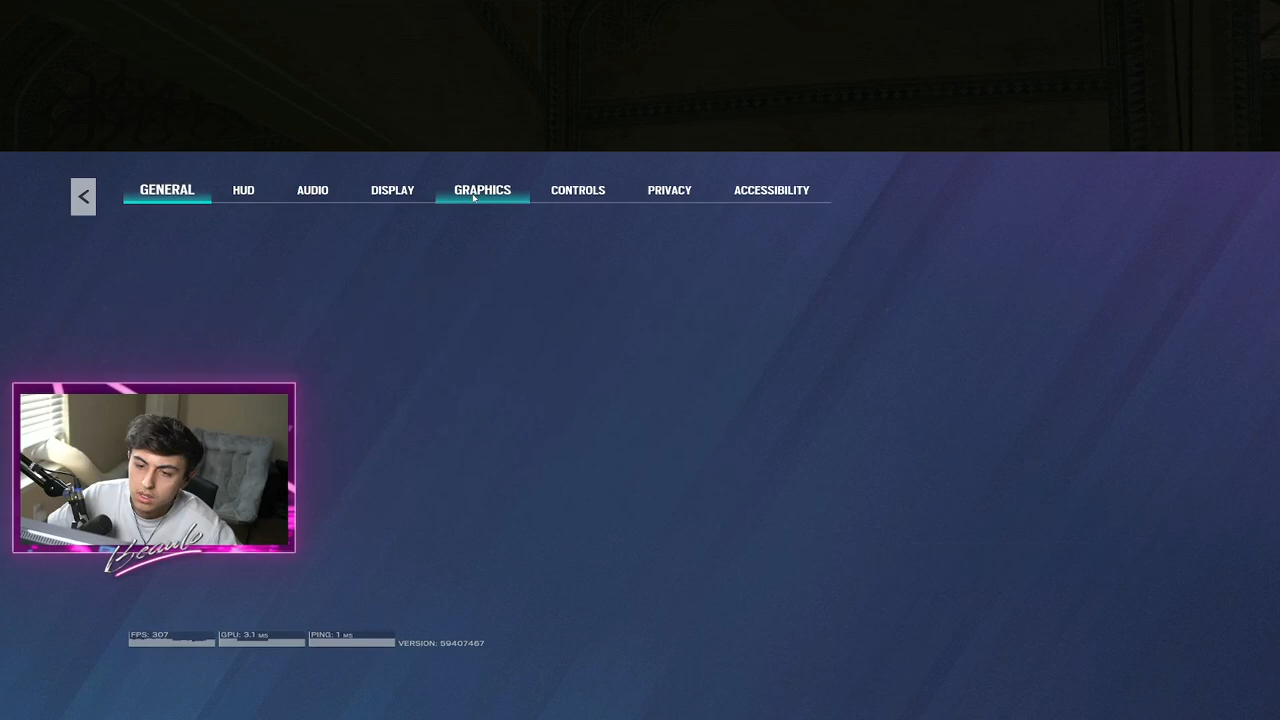 <
GENERAL HUD AUDIO DISPLAY GRAPHICS CONTROLS PRIVACY ACCESSIBILITY
Beaulo
FPS: 307 GPU: 3.1 MS PING: 1 MS VERSION: 59407467